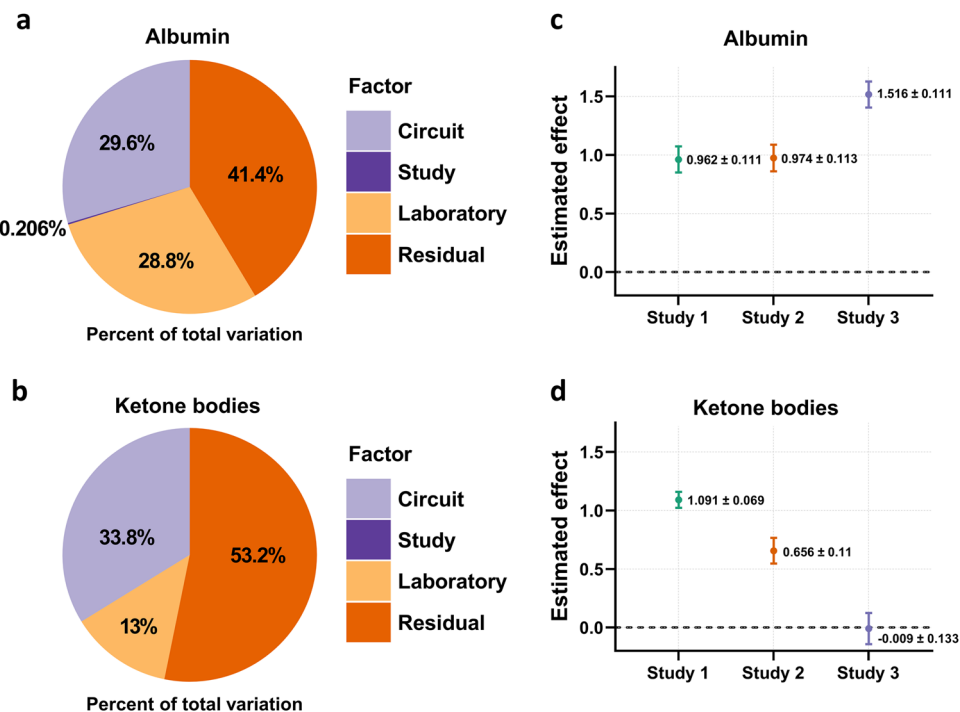 a
Albumin
29.6%
41.4%
0.206%
28.8%
Percent of total variation
Factor
Circuit
Study
Laboratory
Residual
c
Albumin
Estimated effect
1.5
1.0
0.5
0.0
0.962 ± 0.111
0.974 ± 0.113
1.516 ± 0.111
Study 1
Study 2
Study 3
b
Ketone bodies
33.8%
53.2%
13%
Percent of total variation
Factor
Circuit
Study
Laboratory
Residual
d
Ketone bodies
Estimated effect
1.5
1.0
0.5
0.0
1.091 ± 0.069
0.656 ± 0.11
-0.009 ± 0.133
Study 1
Study 2
Study 3